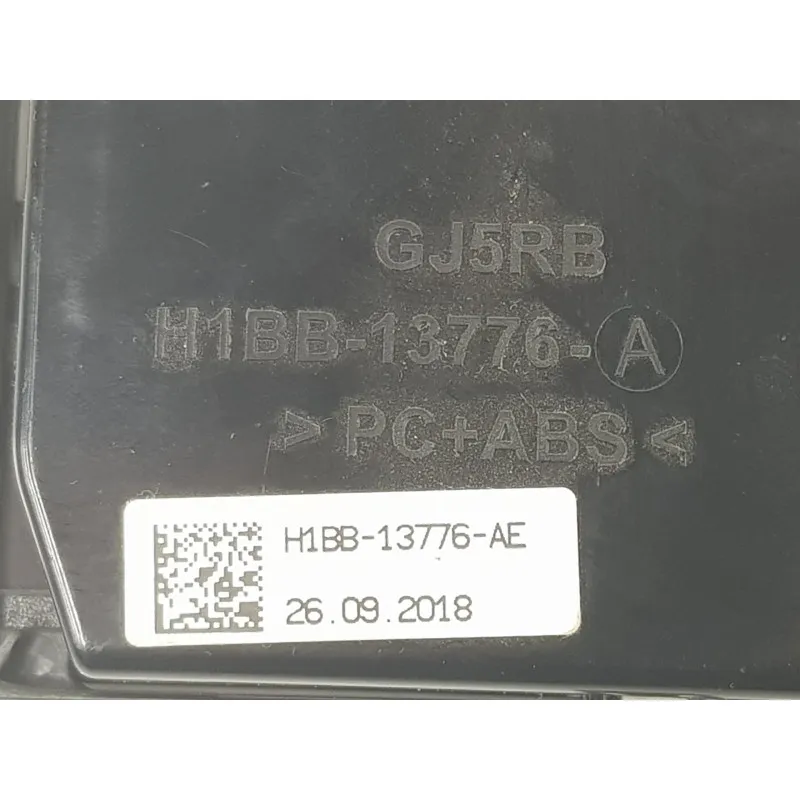 GJ5RB
H1BB-13776-A
> PC+ABS <
H1BB-13776-AE
26.09.2018